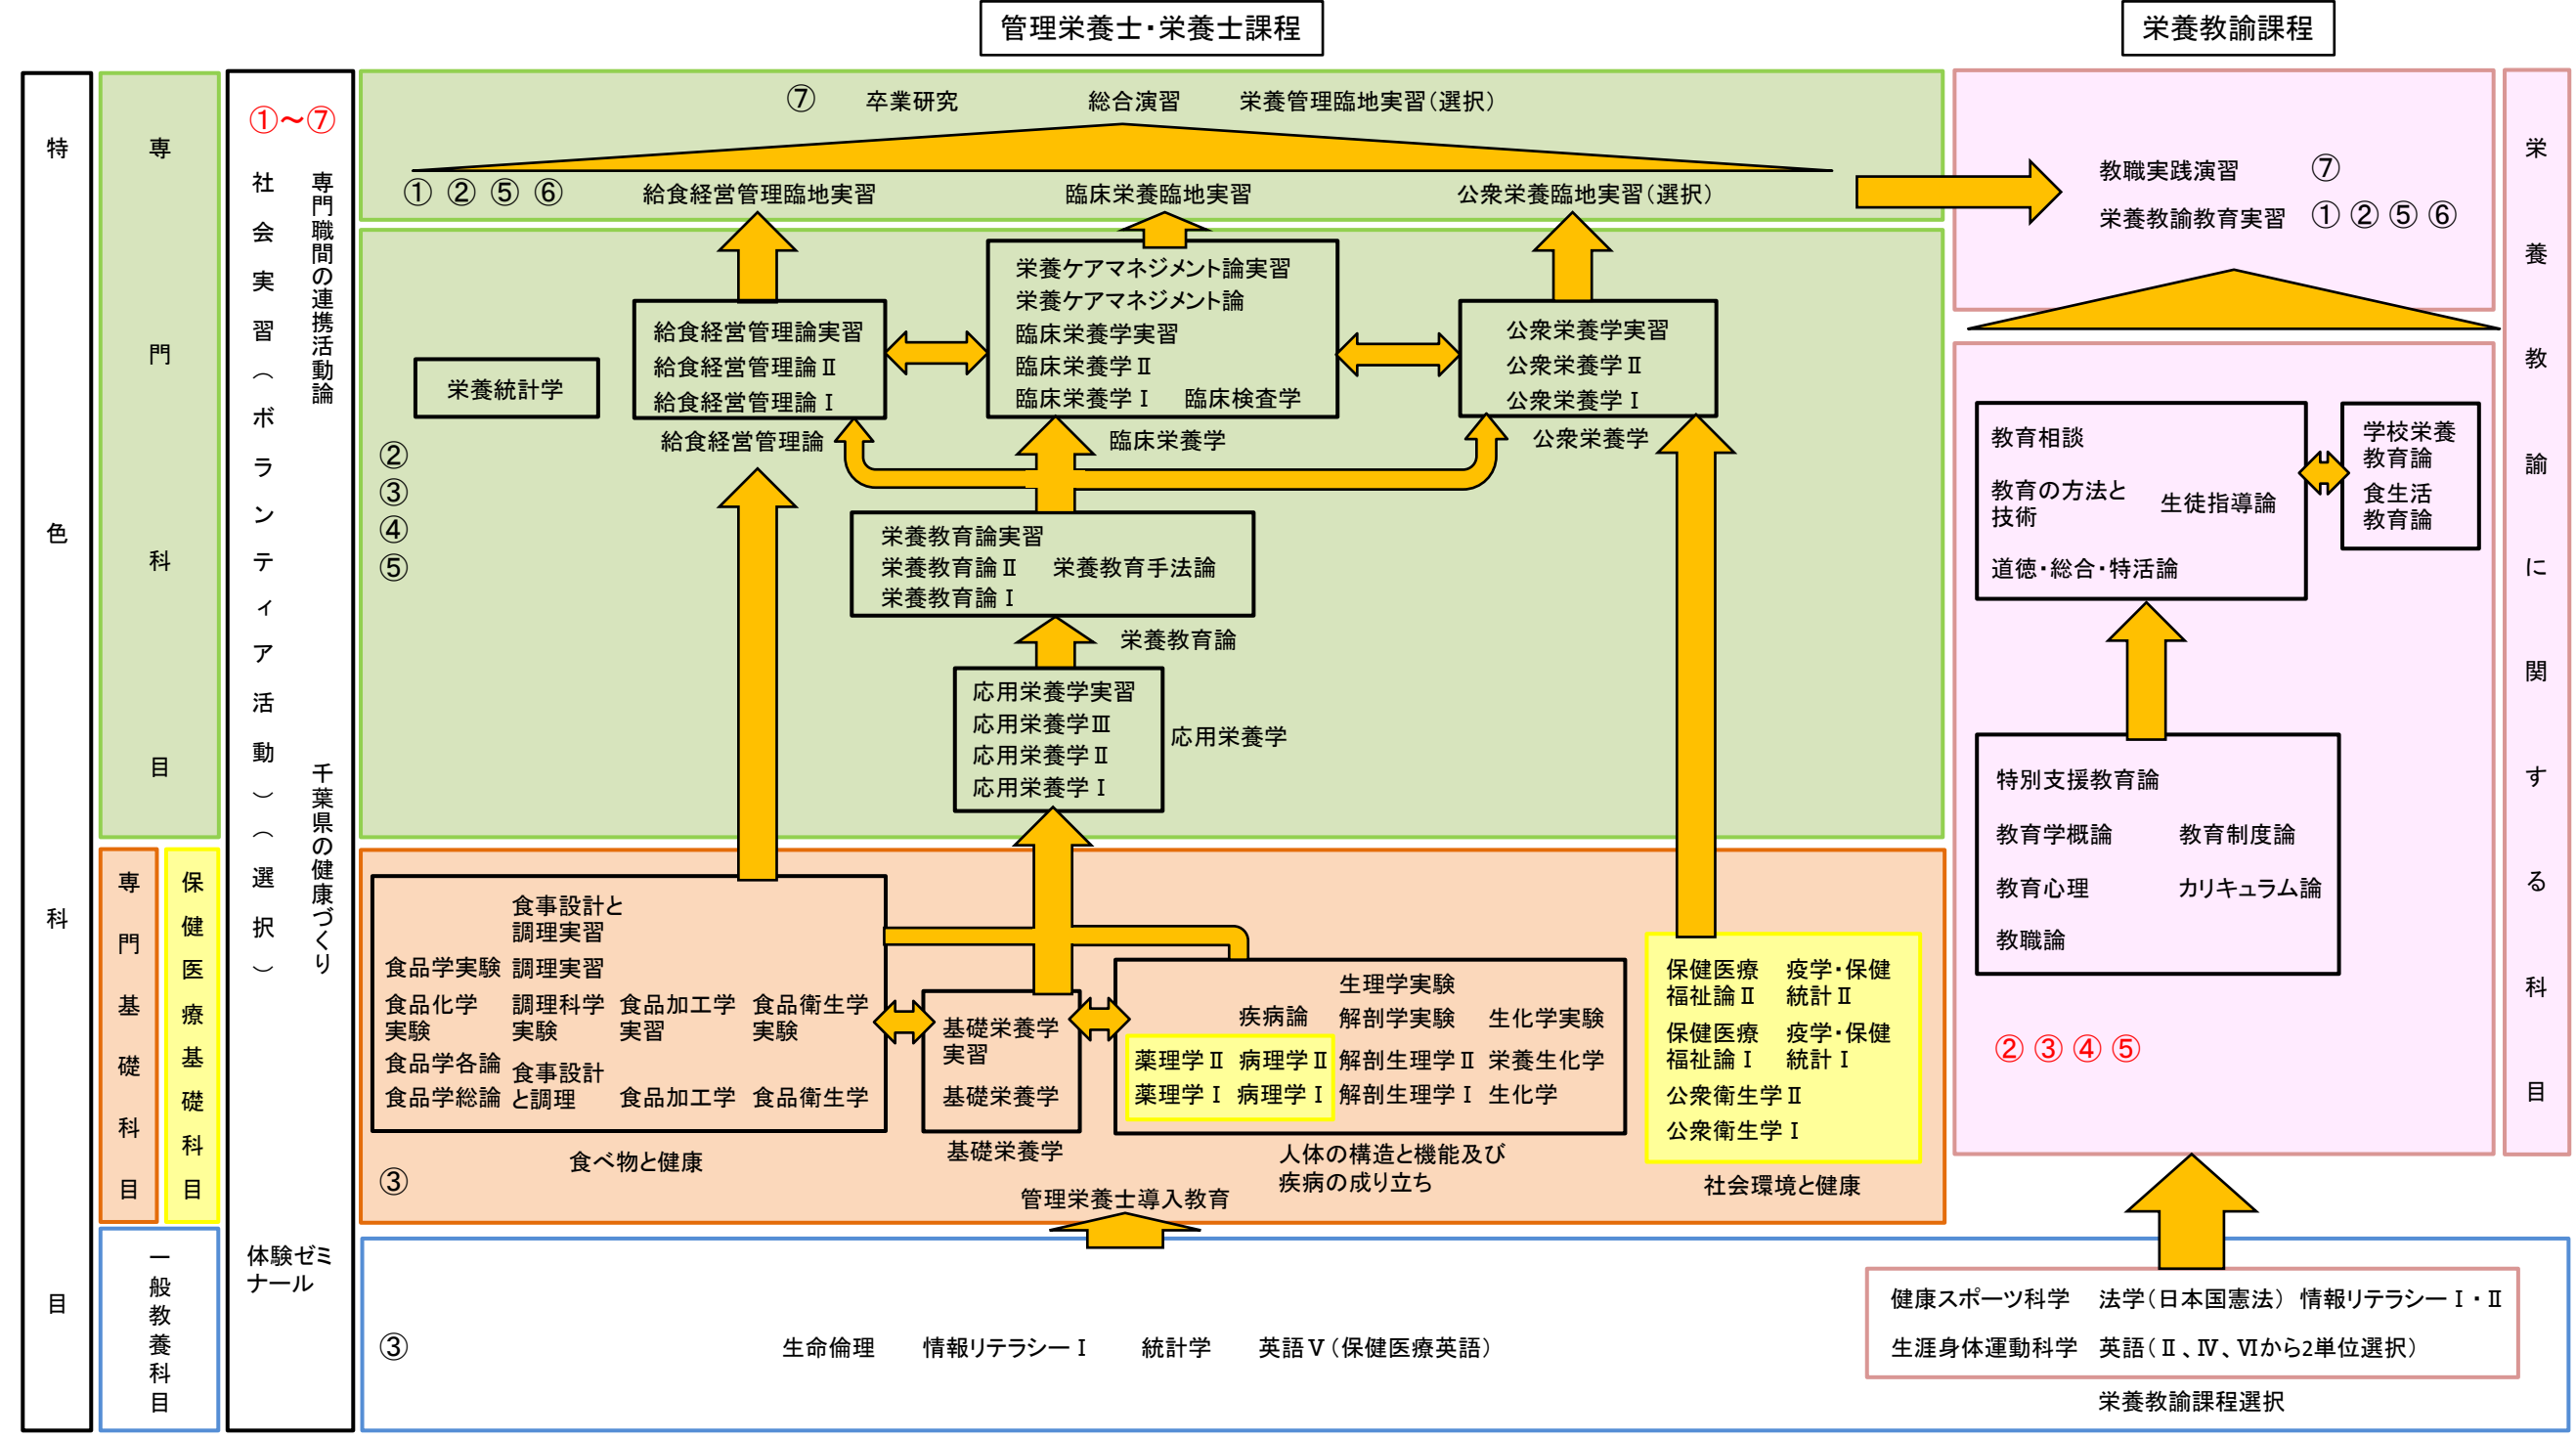 管理栄養士・栄養士課程
栄養教諭課程
特色科目
専門科目
専門基礎科目
保健医療基礎科目
一般教養科目
①～⑦
社会実習（ボランティア活動）（選択）
専門職間の連携活動論
千葉県の健康づくり
体験ゼミ
ナール
⑦ 卒業研究 総合演習 栄養管理臨地実習（選択）
① ② ⑤ ⑥ 給食経営管理臨地実習 臨床栄養臨地実習 公衆栄養臨地実習（選択）
②
③
④
⑤
栄養統計学
給食経営管理論実習
給食経営管理論Ⅱ
給食経営管理論Ⅰ
給食経営管理論
栄養ケアマネジメント論実習
栄養ケアマネジメント論
臨床栄養学実習
臨床栄養学Ⅱ
臨床栄養学Ⅰ 臨床検査学
臨床栄養学
公衆栄養学実習
公衆栄養学Ⅱ
公衆栄養学Ⅰ
公衆栄養学
栄養教育論実習
栄養教育論Ⅱ 栄養教育手法論
栄養教育論Ⅰ
栄養教育論
応用栄養学実習
応用栄養学Ⅲ
応用栄養学Ⅱ
応用栄養学Ⅰ
応用栄養学
食事設計と
調理実習
食品学実験 調理実習
食品化学 調理科学 食品加工学 食品衛生学
実験 実験 実習 実験
食品学各論
食事設計
食品学総論 と調理 食品加工学 食品衛生学
食べ物と健康
③
基礎栄養学
実習
基礎栄養学
基礎栄養学
生理学実験
疾病論 解剖学実験 生化学実験
薬理学Ⅱ 病理学Ⅱ 解剖生理学Ⅱ 栄養生化学
薬理学Ⅰ 病理学Ⅰ 解剖生理学Ⅰ 生化学
人体の構造と機能及び
疾病の成り立ち
保健医療 疫学・保健
福祉論Ⅱ 統計Ⅱ
保健医療 疫学・保健
福祉論Ⅰ 統計Ⅰ
公衆衛生学Ⅱ
公衆衛生学Ⅰ
社会環境と健康
管理栄養士導入教育
③ 生命倫理 情報リテラシーⅠ 統計学 英語Ⅴ（保健医療英語）
教職実践演習 ⑦
栄養教諭教育実習 ① ② ⑤ ⑥
教育相談
教育の方法と
技術
生徒指導論
道徳・総合・特活論
学校栄養
教育論
食生活
教育論
特別支援教育論
教育学概論 教育制度論
教育心理 カリキュラム論
教職論
② ③ ④ ⑤
栄養教諭に関する科目
健康スポーツ科学 法学（日本国憲法） 情報リテラシーⅠ・Ⅱ
生涯身体運動科学 英語（Ⅱ、Ⅳ、Ⅵから2単位選択）
栄養教諭課程選択